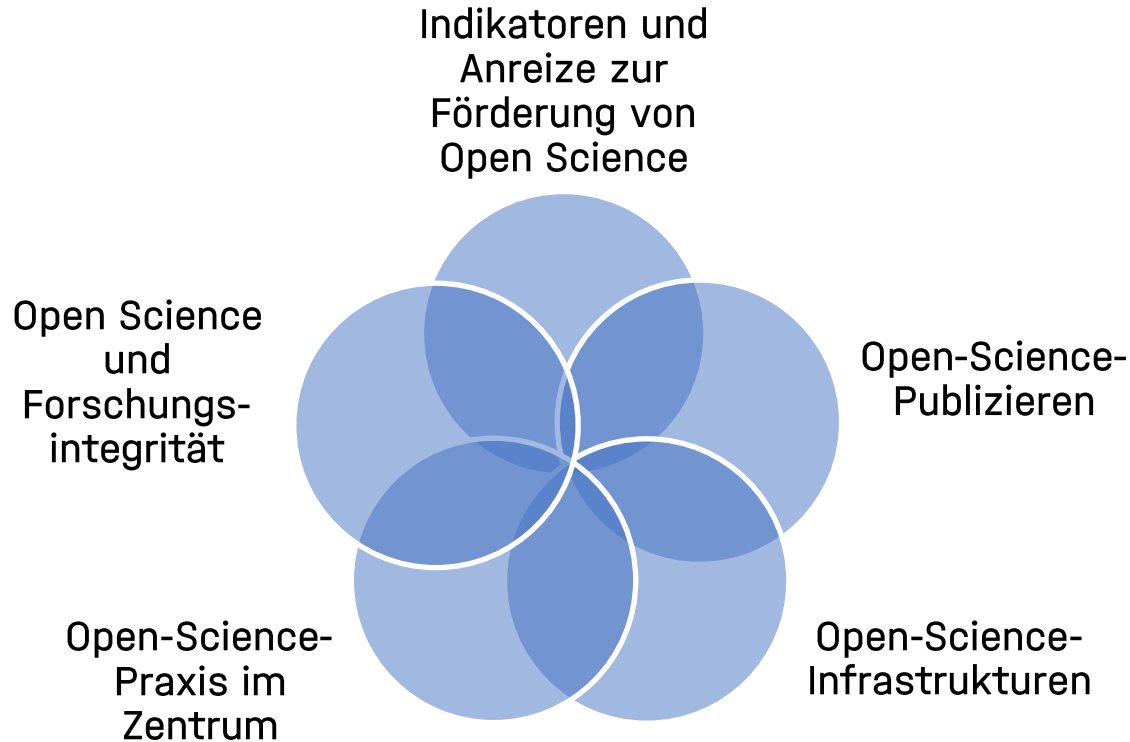 Indikatoren und
Anreize zur
Förderung von
Open Science
Open Science
und
Forschungs-
integrität
Open-Science-
Publizieren
Open-Science-
Praxis im
Zentrum
Open-Science-
Infrastrukturen